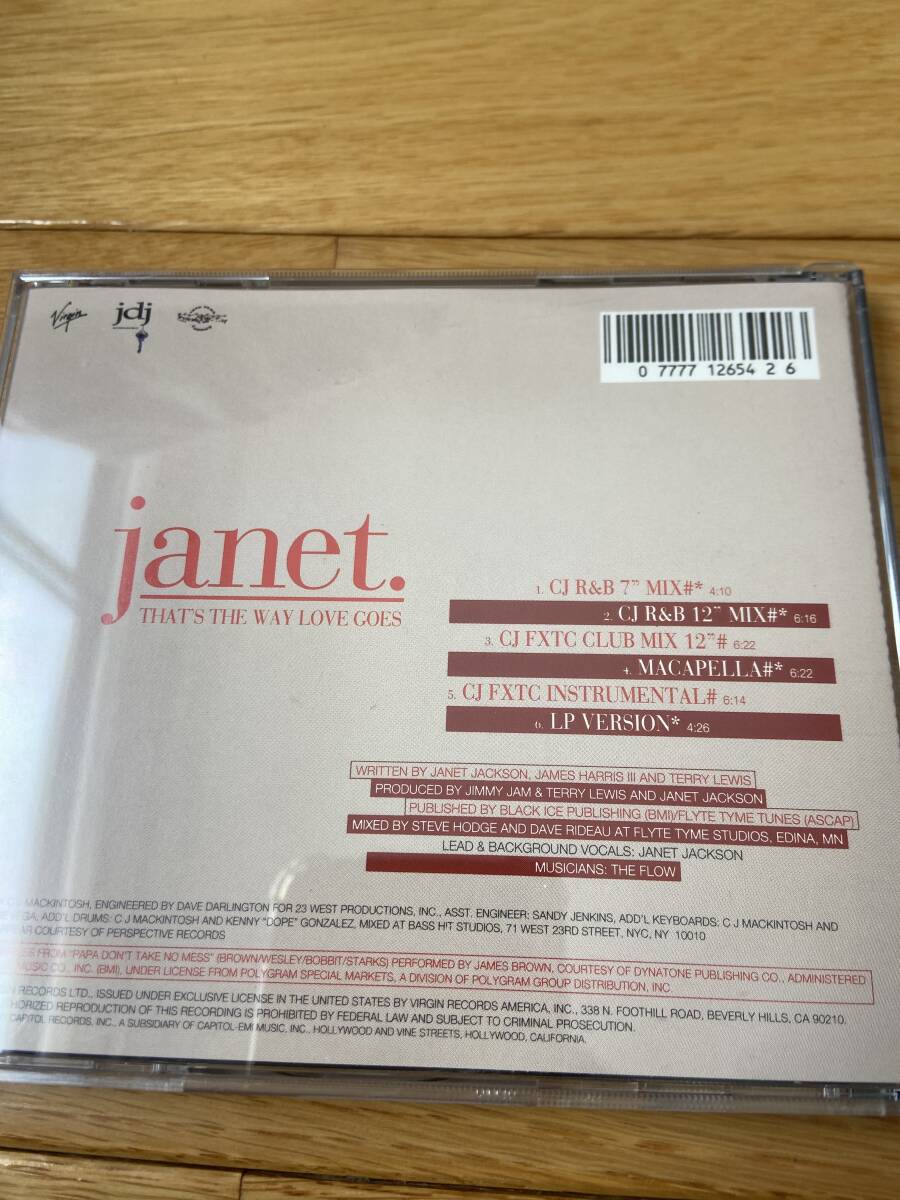 Virgin
jdj
0 7777 12654 2 6
janet.
THAT'S THE WAY LOVE GOES
1. CJ R&B 7" MIX#* 4:10
2. CJ R&B 12" MIX#* 6:16
3. CJ FXTC CLUB MIX 12"# 6:22
4. MACAPELLA#* 6:22
5. CJ FXTC INSTRUMENTAL# 6:14
6. LP VERSION* 4:26
WRITTEN BY JANET JACKSON, JAMES HARRIS III AND TERRY LEWIS
PRODUCED BY JIMMY JAM & TERRY LEWIS AND JANET JACKSON
PUBLISHED BY BLACK ICE PUBLISHING (BMI)/FLYTE TYME TUNES (ASCAP)
MIXED BY STEVE HODGE AND DAVE RIDEAU AT FLYTE TYME STUDIOS, EDINA, MN
LEAD & BACKGROUND VOCALS: JANET JACKSON
MUSICIANS: THE FLOW
C J MACKINTOSH, ENGINEERED BY DAVE DARLINGTON FOR 23 WEST PRODUCTIONS, INC., ASST. ENGINEER: SANDY JENKINS, ADD'L KEYBOARDS: C J MACKINTOSH AND
ADD'L DRUMS: C J MACKINTOSH AND KENNY "DOPE" GONZALEZ, MIXED AT BASS HIT STUDIOS, 71 WEST 23RD STREET, NYC, NY 10010
COURTESY OF PERSPECTIVE RECORDS
FROM "PAPA DON'T TAKE NO MESS" (BROWN/WESLEY/BOBBIT/STARKS) PERFORMED BY JAMES BROWN, COURTESY OF DYNATONE PUBLISHING CO., ADMINISTERED
MUSIC CO., INC. (BMI), UNDER LICENSE FROM POLYGRAM SPECIAL MARKETS, A DIVISION OF POLYGRAM GROUP DISTRIBUTION, INC.
RECORDS LTD., ISSUED UNDER EXCLUSIVE LICENSE IN THE UNITED STATES BY VIRGIN RECORDS AMERICA, INC., 338 N. FOOTHILL ROAD, BEVERLY HILLS, CA 90210.
REPRODUCTION OF THIS RECORDING IS PROHIBITED BY FEDERAL LAW AND SUBJECT TO CRIMINAL PROSECUTION.
CAPITOL RECORDS, INC., A SUBSIDIARY OF CAPITOL-EMI MUSIC, INC. HOLLYWOOD AND VINE STREETS, HOLLYWOOD, CALIFORNIA.